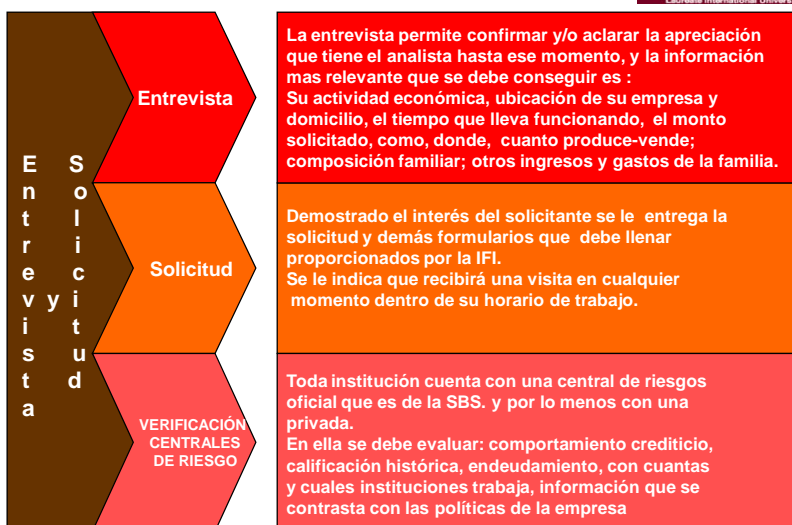 Laureate International Universities
Entrevista y Solicitud
Entrevista
La entrevista permite confirmar y/o aclarar la apreciación
que tiene el analista hasta ese momento, y la información
mas relevante que se debe conseguir es :
Su actividad económica, ubicación de su empresa y
domicilio, el tiempo que lleva funcionando, el monto
solicitado, como, donde, cuanto produce-vende;
composición familiar; otros ingresos y gastos de la familia.
Solicitud
Demostrado el interés del solicitante se le entrega la
solicitud y demás formularios que debe llenar
proporcionados por la IFI.
Se le indica que recibirá una visita en cualquier
momento dentro de su horario de trabajo.
VERIFICACIÓN
CENTRALES
DE RIESGO
Toda institución cuenta con una central de riesgos
oficial que es de la SBS. y por lo menos con una
privada.
En ella se debe evaluar: comportamiento crediticio,
calificación histórica, endeudamiento, con cuantas
y cuales instituciones trabaja, información que se
contrasta con las políticas de la empresa